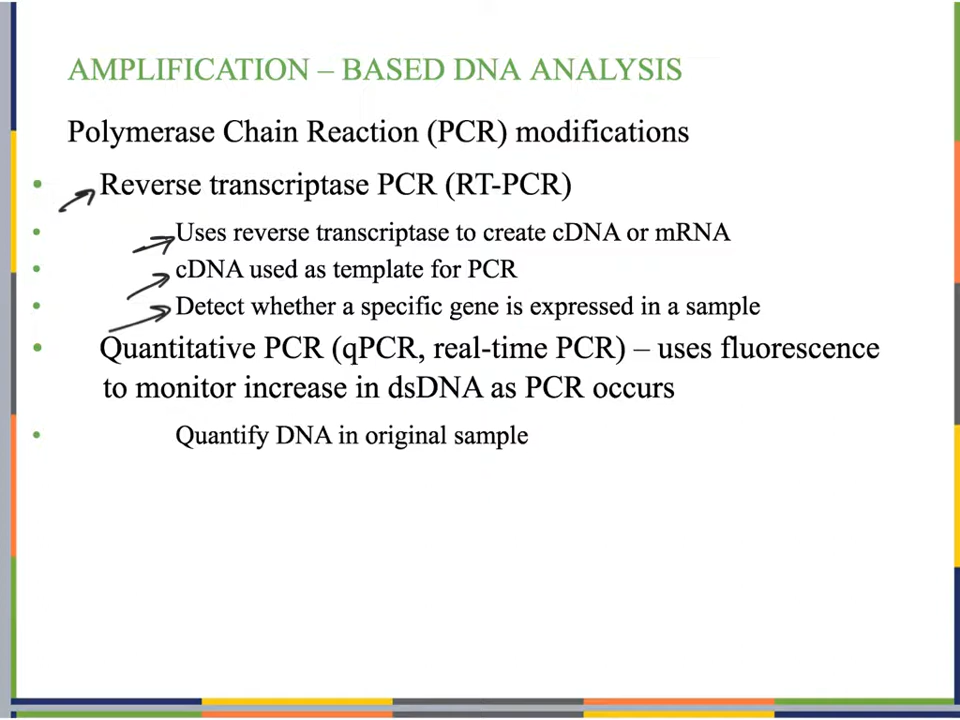 AMPLIFICATION – BASED DNA ANALYSIS
Polymerase Chain Reaction (PCR) modifications
• Reverse transcriptase PCR (RT-PCR)
• Uses reverse transcriptase to create cDNA or mRNA
• cDNA used as template for PCR
• Detect whether a specific gene is expressed in a sample
• Quantitative PCR (qPCR, real-time PCR) – uses fluorescence
to monitor increase in dsDNA as PCR occurs
• Quantify DNA in original sample